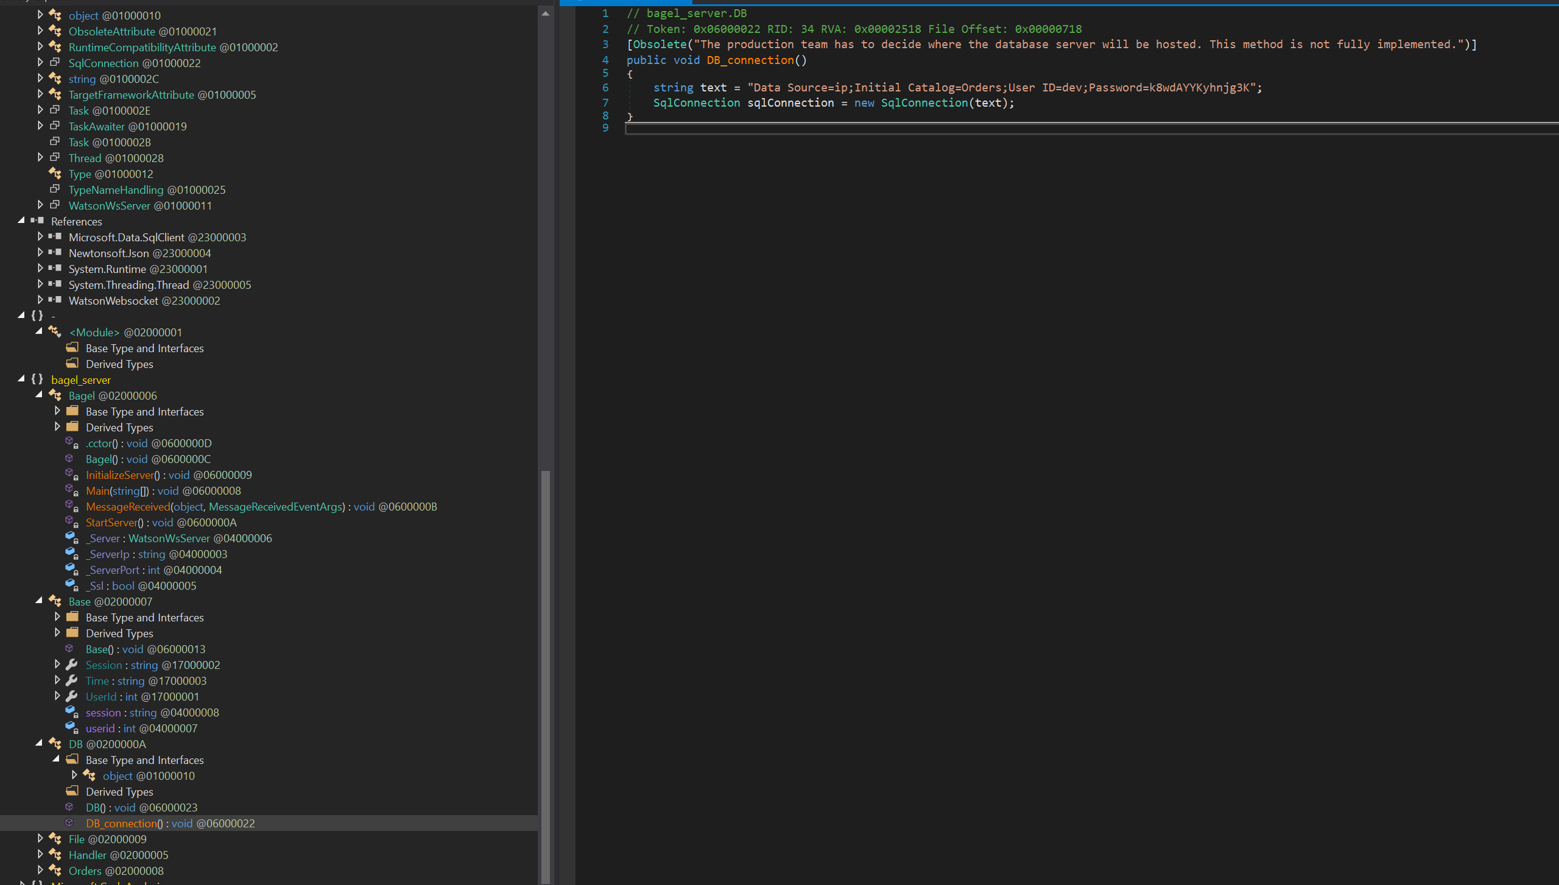 object @01000010
ObsoleteAttribute @01000021
RuntimeCompatibilityAttribute @01000002
SqlConnection @01000022
string @0100002C
TargetFrameworkAttribute @01000005
Task @0100002E
TaskAwaiter @01000019
Task @0100002B
Thread @01000028
Type @01000012
TypeNameHandling @01000025
WatsonWsServer @01000011
References
Microsoft.Data.SqlClient @23000003
Newtonsoft.Json @23000004
System.Runtime @23000001
System.Threading.Thread @23000005
WatsonWebsocket @23000002
{ } -
<Module> @02000001
Base Type and Interfaces
Derived Types
{ } bagel_server
Bagel @02000006
Base Type and Interfaces
Derived Types
.cctor() : void @0600000D
Bagel() : void @0600000C
InitializeServer() : void @06000009
Main(string[]) : void @06000008
MessageReceived(object, MessageReceivedEventArgs) : void @0600000B
StartServer() : void @0600000A
_Server : WatsonWsServer @04000006
_ServerIp : string @04000003
_ServerPort : int @04000004
_Ssl : bool @04000005
Base @02000007
Base Type and Interfaces
Derived Types
Base() : void @06000013
Session : string @17000002
Time : string @17000003
UserId : int @17000001
session : string @04000008
userid : int @04000007
DB @0200000A
Base Type and Interfaces
object @01000010
Derived Types
DB() : void @06000023
DB_connection() : void @06000022
File @02000009
Handler @02000005
Orders @02000008
1 // bagel_server.DB
2 // Token: 0x06000022 RID: 34 RVA: 0x00002518 File Offset: 0x00000718
3 [Obsolete("The production team has to decide where the database server will be hosted. This method is not fully implemented.")]
4 public void DB_connection()
5 {
6 string text = "Data Source=ip;Initial Catalog=Orders;User ID=dev;Password=k8wdAYYKyhnjg3K";
7 SqlConnection sqlConnection = new SqlConnection(text);
8 }
9